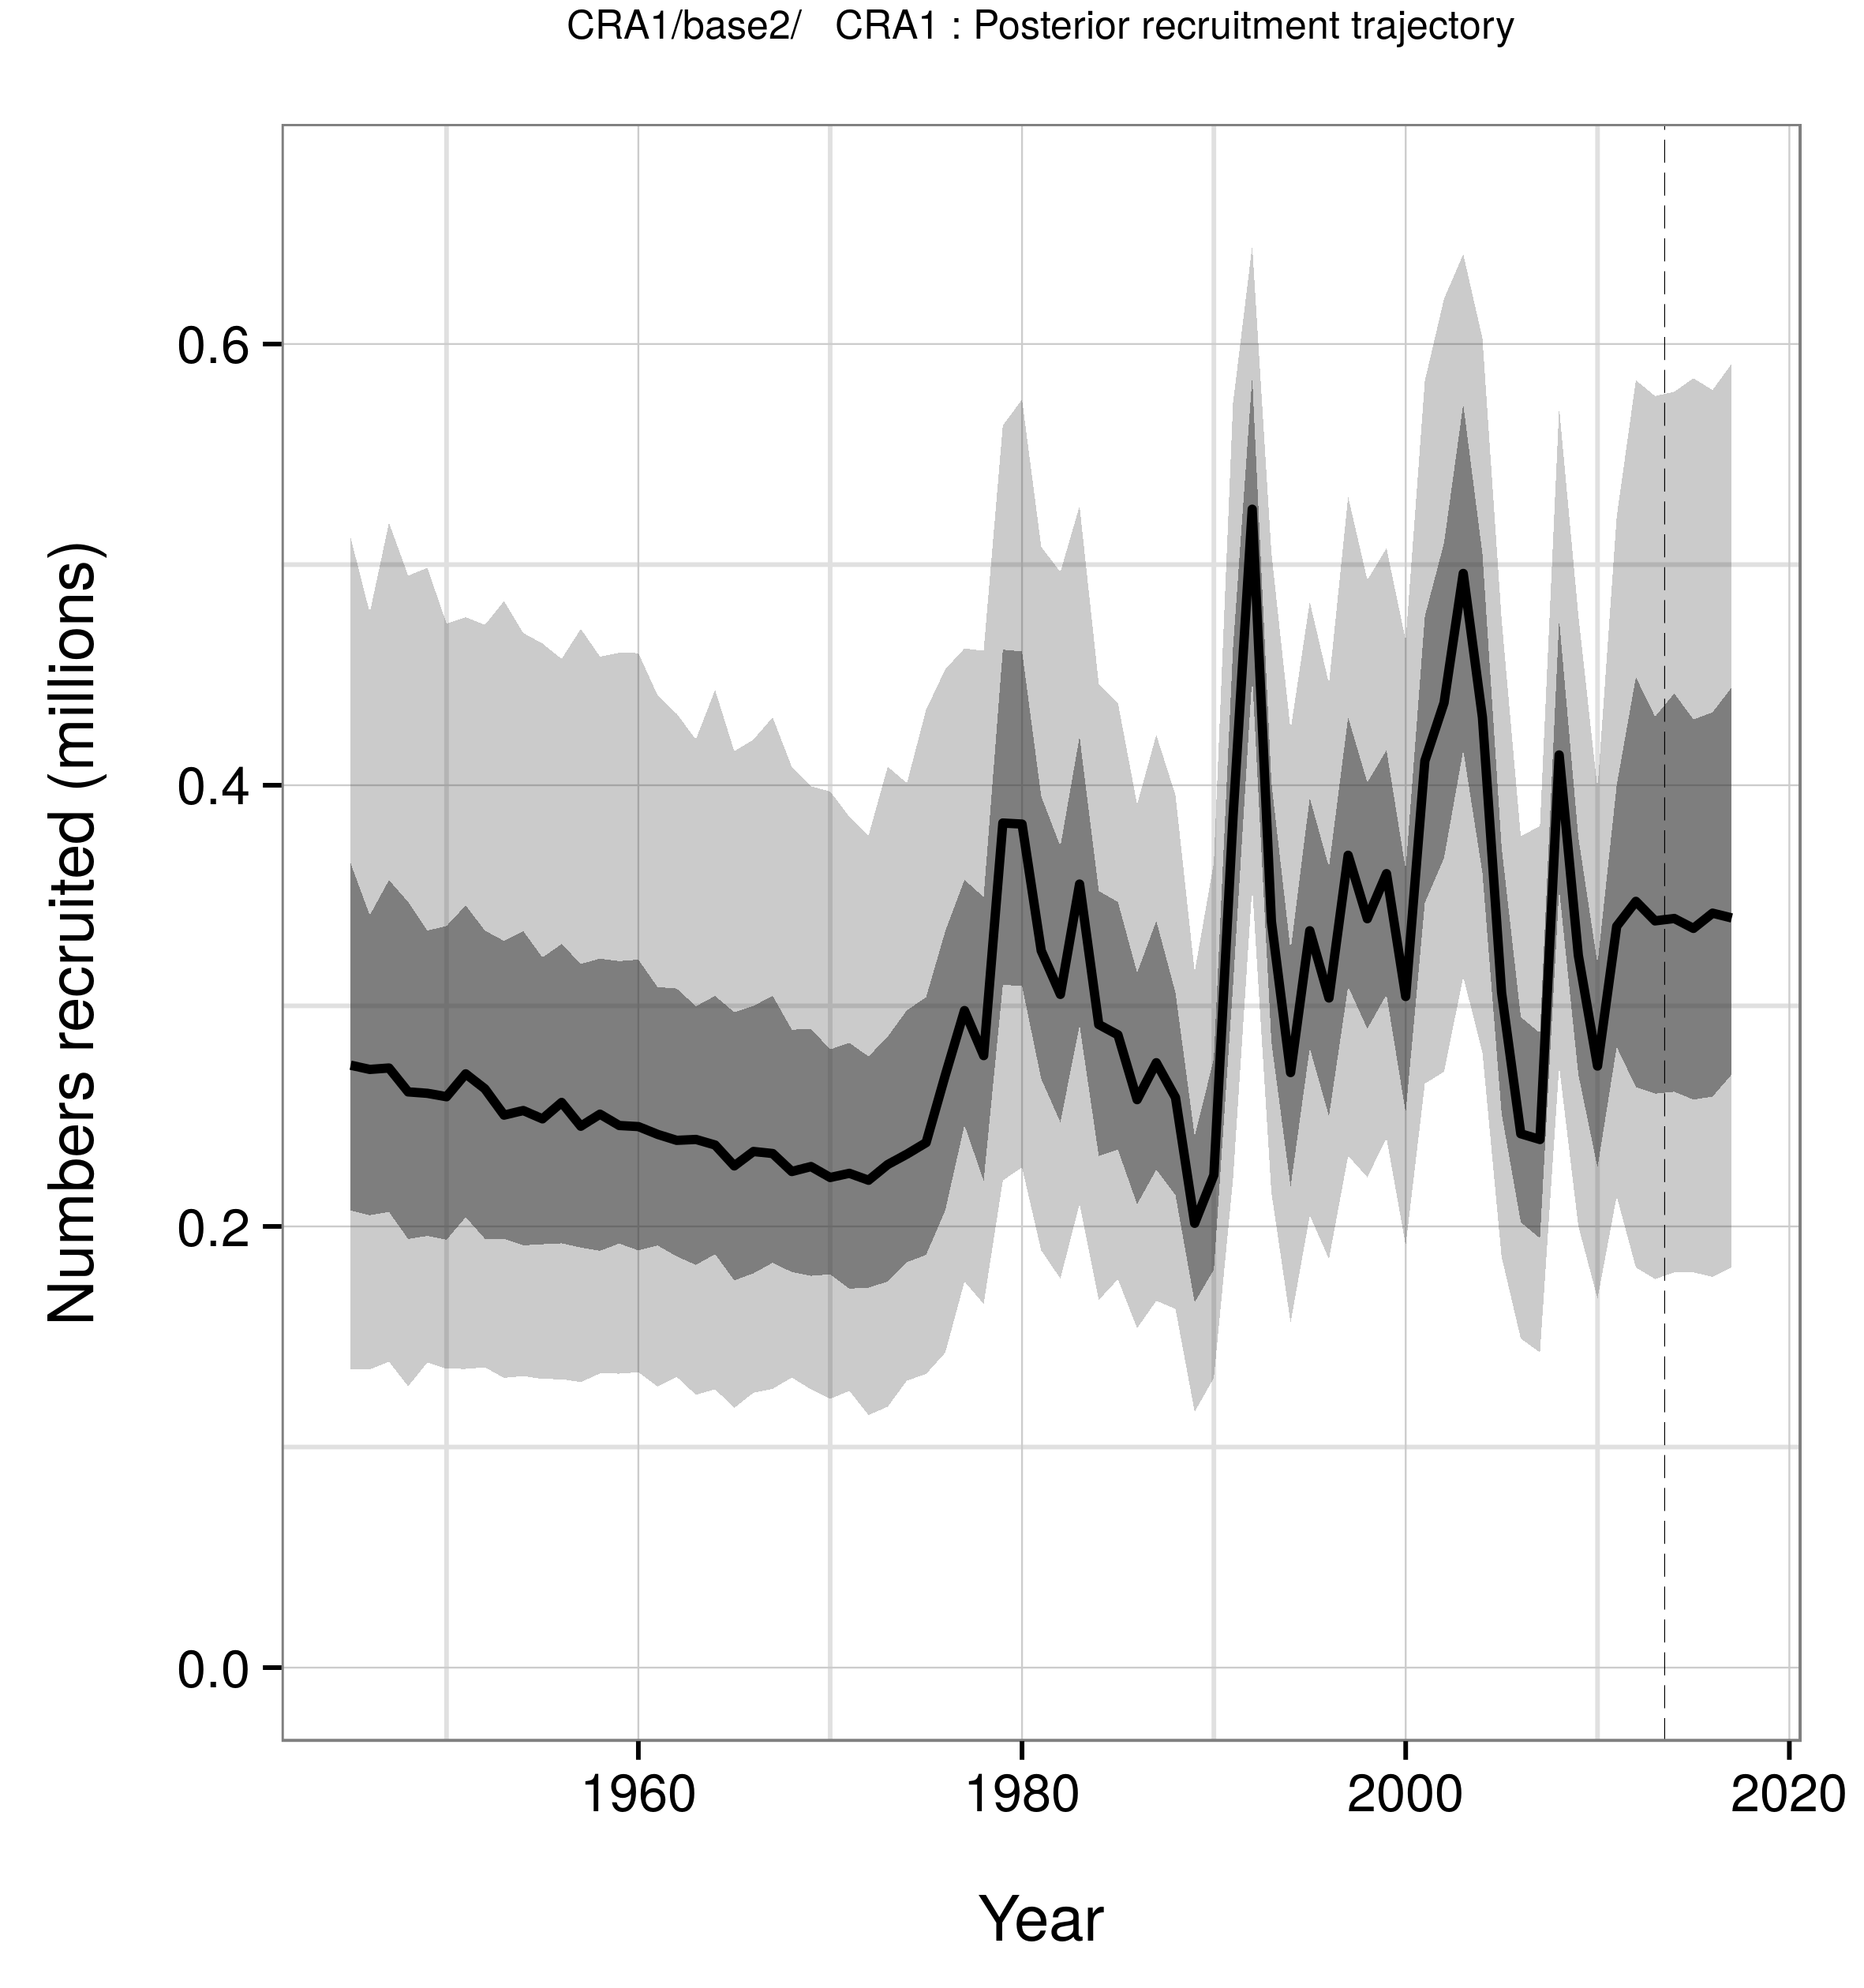 CRA1/base2/ CRA1 : Posterior recruitment trajectory
Numbers recruited (millions)
0.6
0.4
0.2
0.0
1960 1980 2000 2020
Year